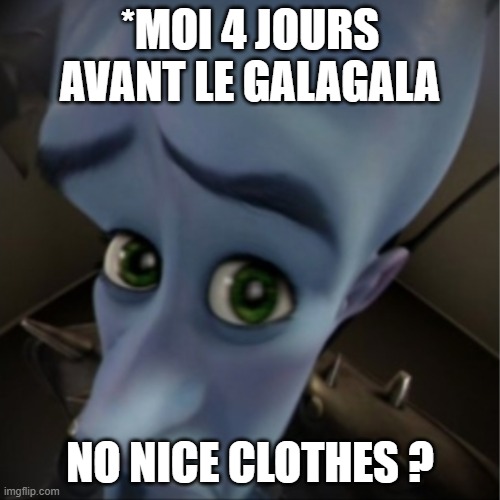 *MOI 4 JOURS
AVANT LE GALAGALA
NO NICE CLOTHES ?
imgflip.com